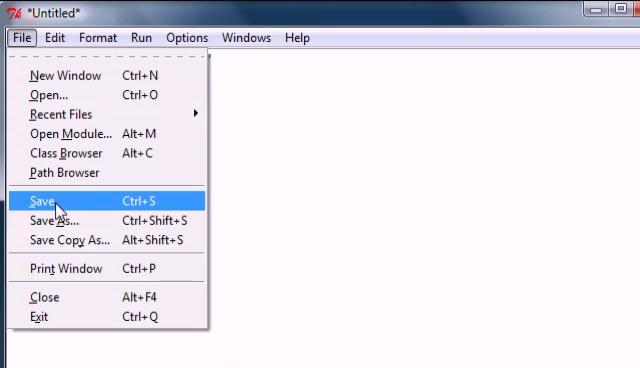 *Untitled*
File Edit Format Run Options Windows Help
New Window Ctrl+N
Open... Ctrl+O
Recent Files
Open Module... Alt+M
Class Browser Alt+C
Path Browser
Save Ctrl+S
Save As... Ctrl+Shift+S
Save Copy As... Alt+Shift+S
Print Window Ctrl+P
Close Alt+F4
Exit Ctrl+Q